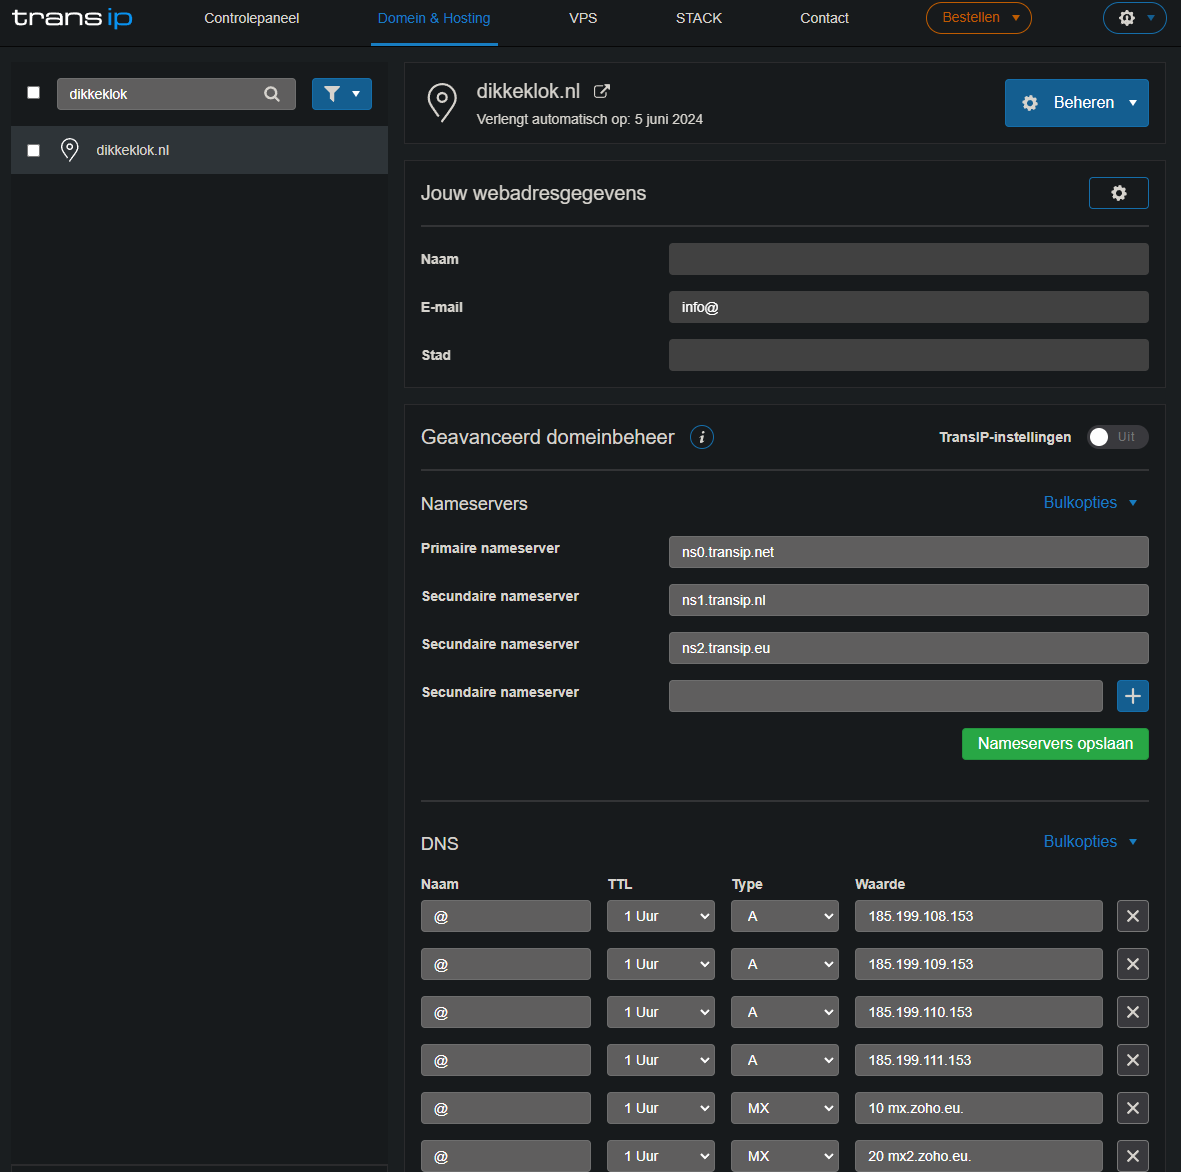 transip Controlepaneel Domein & Hosting VPS STACK Contact Bestellen
dikkeklok
dikkeklok.nl
dikkeklok.nl
Verlengt automatisch op: 5 juni 2024
Beheren
Jouw webadresgegevens
Naam
E-mail info@
Stad
Geavanceerd domeinbeheer i TransIP-instellingen Uit
Nameservers Bulkopties
Primaire nameserver ns0.transip.net
Secundaire nameserver ns1.transip.nl
Secundaire nameserver ns2.transip.eu
Secundaire nameserver
Nameservers opslaan
DNS Bulkopties
Naam TTL Type Waarde
@ 1 Uur A 185.199.108.153
@ 1 Uur A 185.199.109.153
@ 1 Uur A 185.199.110.153
@ 1 Uur A 185.199.111.153
@ 1 Uur MX 10 mx.zoho.eu.
@ 1 Uur MX 20 mx2.zoho.eu.